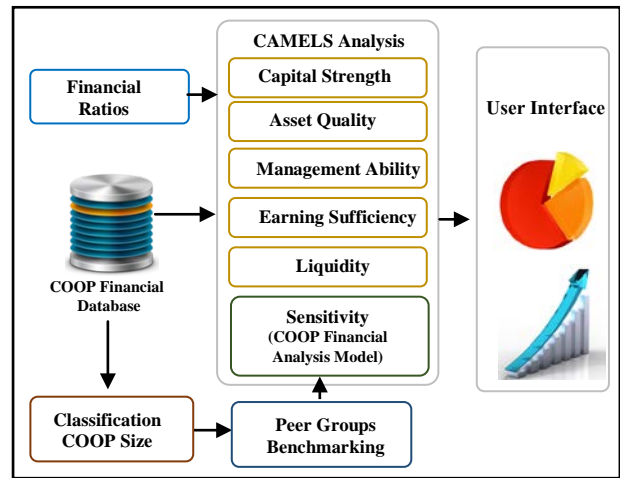 CAMELS Analysis
Financial
Ratios
Capital Strength
Asset Quality
Management Ability
Earning Sufficiency
Liquidity
Sensitivity
(COOP Financial
Analysis Model)
User Interface
COOP Financial
Database
Classification
COOP Size
Peer Groups
Benchmarking